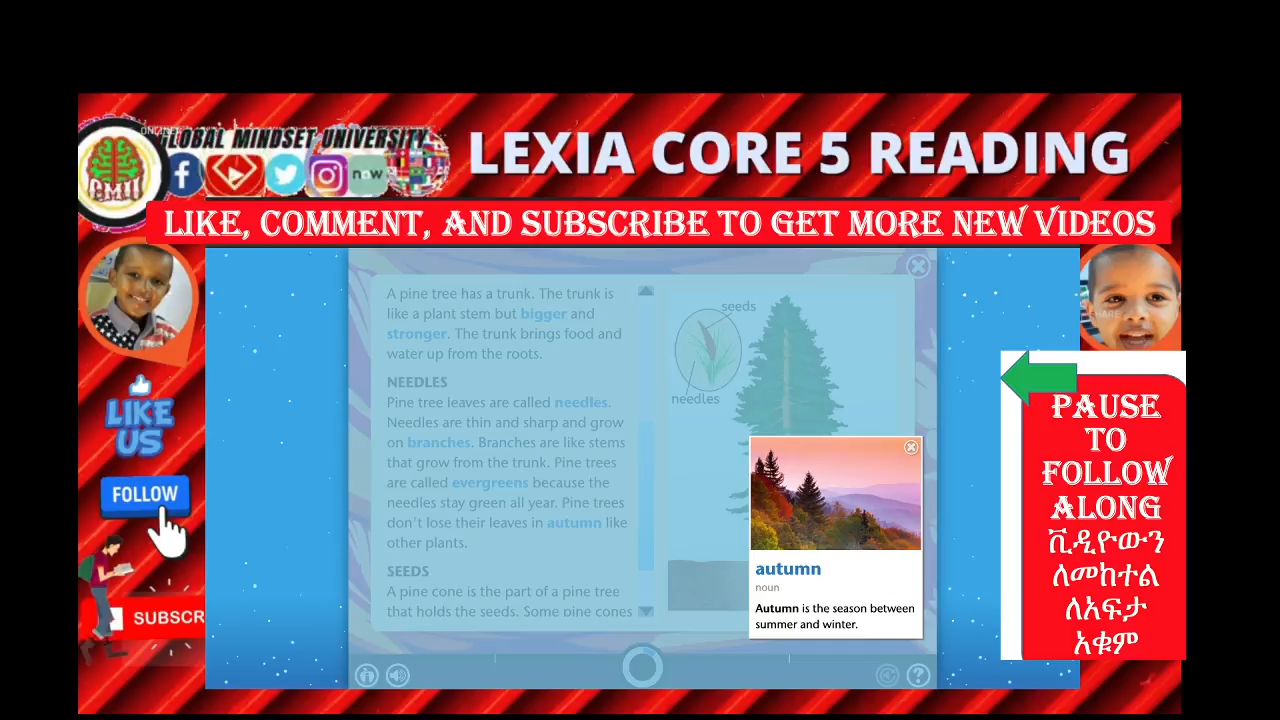 ONLINE
GLOBAL MINDSET UNIVERSITY
GMU
now
LEXIA CORE 5 READING
LIKE, COMMENT, AND SUBSCRIBE TO GET MORE NEW VIDEOS
A pine tree has a trunk. The trunk is
like a plant stem but bigger and
stronger. The trunk brings food and
water up from the roots.
NEEDLES
Pine tree leaves are called needles.
Needles are thin and sharp and grow
on branches. Branches are like stems
that grow from the trunk. Pine trees
are called evergreens because the
needles stay green all year. Pine trees
don't lose their leaves in autumn like
other plants.
SEEDS
A pine cone is the part of a pine tree
that holds the seeds. Some pine cones
seeds
needles
autumn
noun
Autumn is the season between
summer and winter.
LIKE
US
FOLLOW
SUBSCR
SHARE
PAUSE
TO
FOLLOW
ALONG
ቪዲዮውን
ለመከተል
ለአፍታ
አቁም